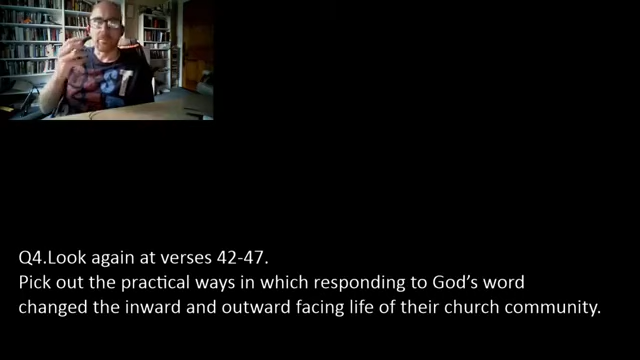 Q4.Look again at verses 42-47.
Pick out the practical ways in which responding to God's word
changed the inward and outward facing life of their church community.